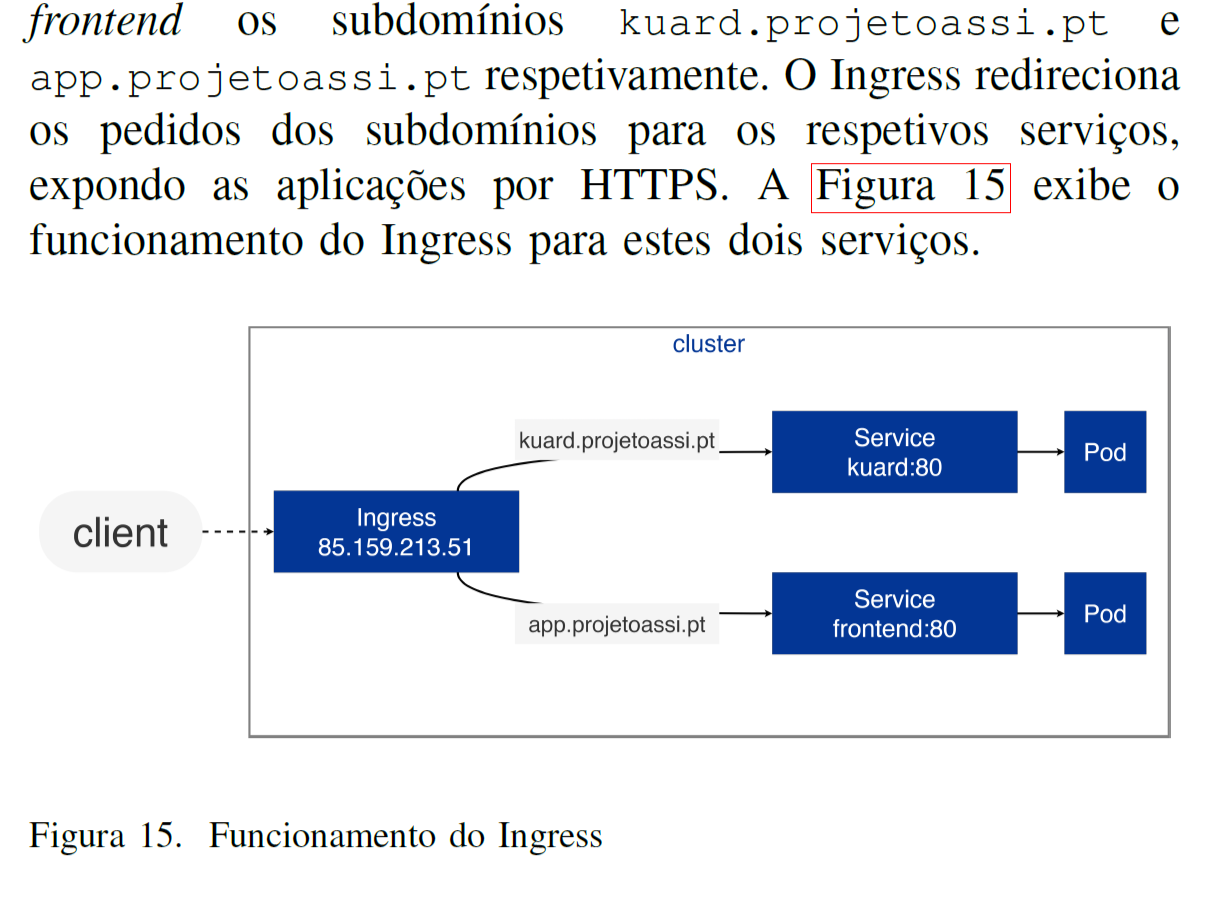 frontend os subdomínios kuard.projetoassi.pt e
app.projetoassi.pt respetivamente. O Ingress redireciona
os pedidos dos subdomínios para os respetivos serviços,
expondo as aplicações por HTTPS. A Figura 15 exibe o
funcionamento do Ingress para estes dois serviços.
cluster
kuard.projetoassi.pt
Service
kuard:80
Pod
client
Ingress
85.159.213.51
app.projetoassi.pt
Service
frontend:80
Pod
Figura 15. Funcionamento do Ingress